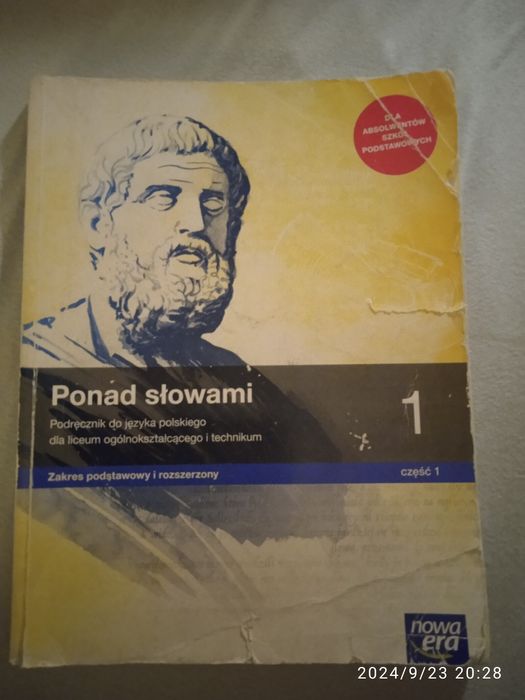 DLA
ABSOLWENTÓW
SZKÓŁ
PODSTAWOWYCH
Ponad słowami
1
Podręcznik do języka polskiego
dla liceum ogólnokształcącego i technikum
Zakres podstawowy i rozszerzony
część 1
nowa
era
2024/9/23 20:28